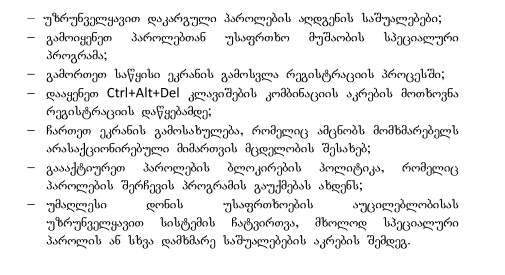 – უზრუნველყავით დაკარგული პაროლების აღდგენის საშუალებები;
– გამოიყენეთ პაროლებთან უსაფრთხო მუშაობის სპეციალური
პროგრამა;
– გამორთეთ საწყისი ეკრანის გამოსვლა რეგისტრაციის პროცესში;
– დააყენეთ Ctrl+Alt+Del კლავიშების კომბინაციის აკრების მოთხოვნა
რეგისტრაციის დაწყებამდე;
– ჩართეთ ეკრანის გამოსახულება, რომელიც ამცნობს მომხმარებელს
არასაქციონირებული მიმართვის მცდელობის შესახებ;
– გაააქტიურეთ პაროლების ბლოკირების პოლიტიკა, რომელიც
პაროლების შერჩევის პროგრამის გაუქმებას ახდენს;
– უმაღლესი დონის უსაფრთხოების აუცილებლობისას
უზრუნველყავით სისტემის ჩატვირთვა, მხოლოდ სპეციალური
პაროლის ან სხვა დამხმარე საშუალებების აკრების შემდეგ.